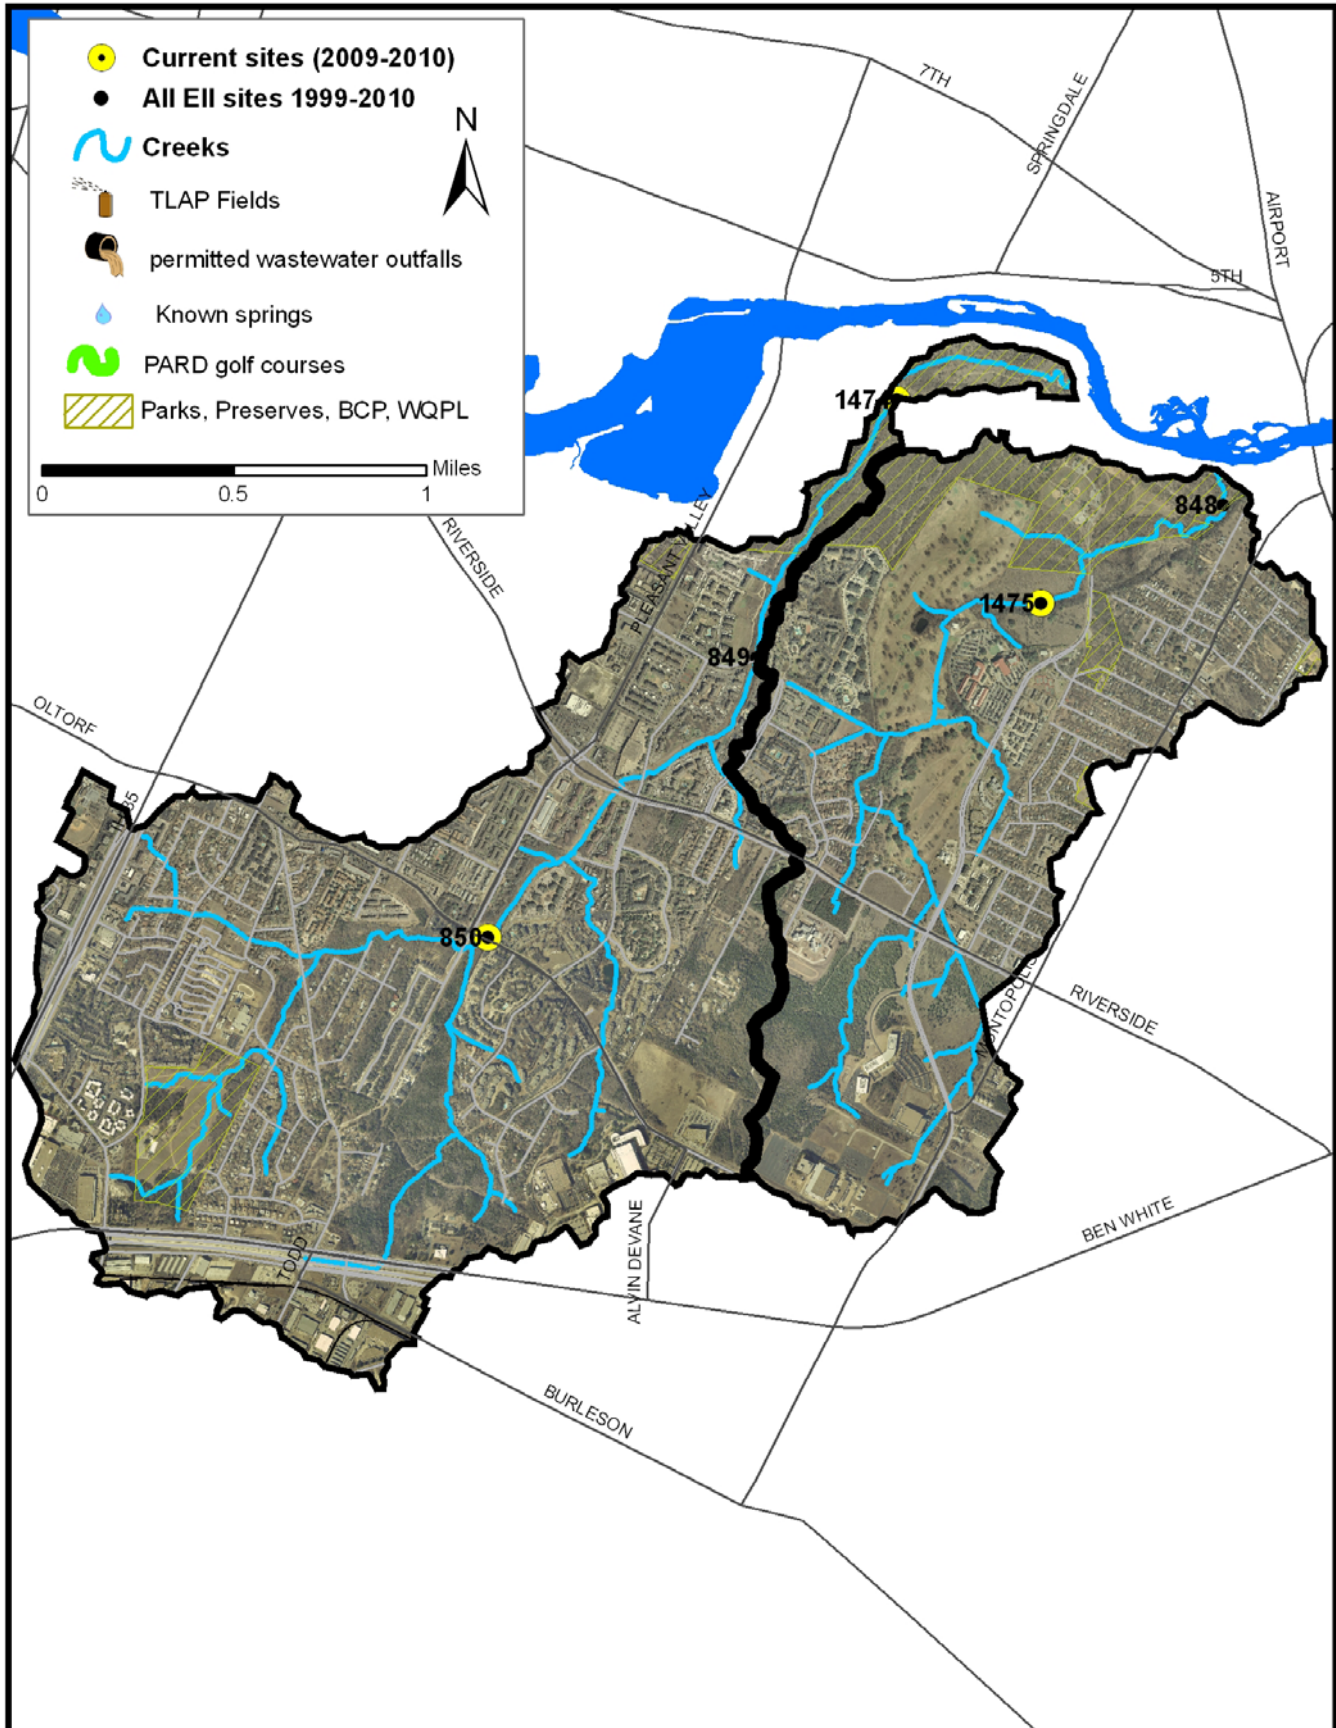 Current sites (2009-2010)
All EII sites 1999-2010
N
Creeks
TLAP Fields
permitted wastewater outfalls
Known springs
PARD golf courses
Parks, Preserves, BCP, WQPL
Miles
0 0.5 1
7TH
SPRINGDALE
AIRPORT
5TH
848
RIVERSIDE
PLEASANT VALLEY
1475
849
OLTORF
850
MONTOPOLIS
RIVERSIDE
ALVIN DEVANE
BEN WHITE
TODD
BURLESON